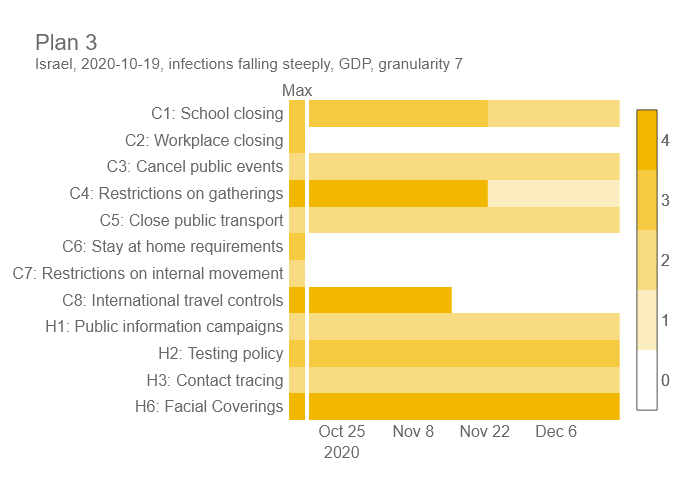 Plan 3
Israel, 2020-10-19, infections falling steeply, GDP, granularity 7
Max
C1: School closing
C2: Workplace closing
C3: Cancel public events
C4: Restrictions on gatherings
C5: Close public transport
C6: Stay at home requirements
C7: Restrictions on internal movement
C8: International travel controls
H1: Public information campaigns
H2: Testing policy
H3: Contact tracing
H6: Facial Coverings
Oct 25 Nov 8 Nov 22 Dec 6
2020
4
3
2
1
0